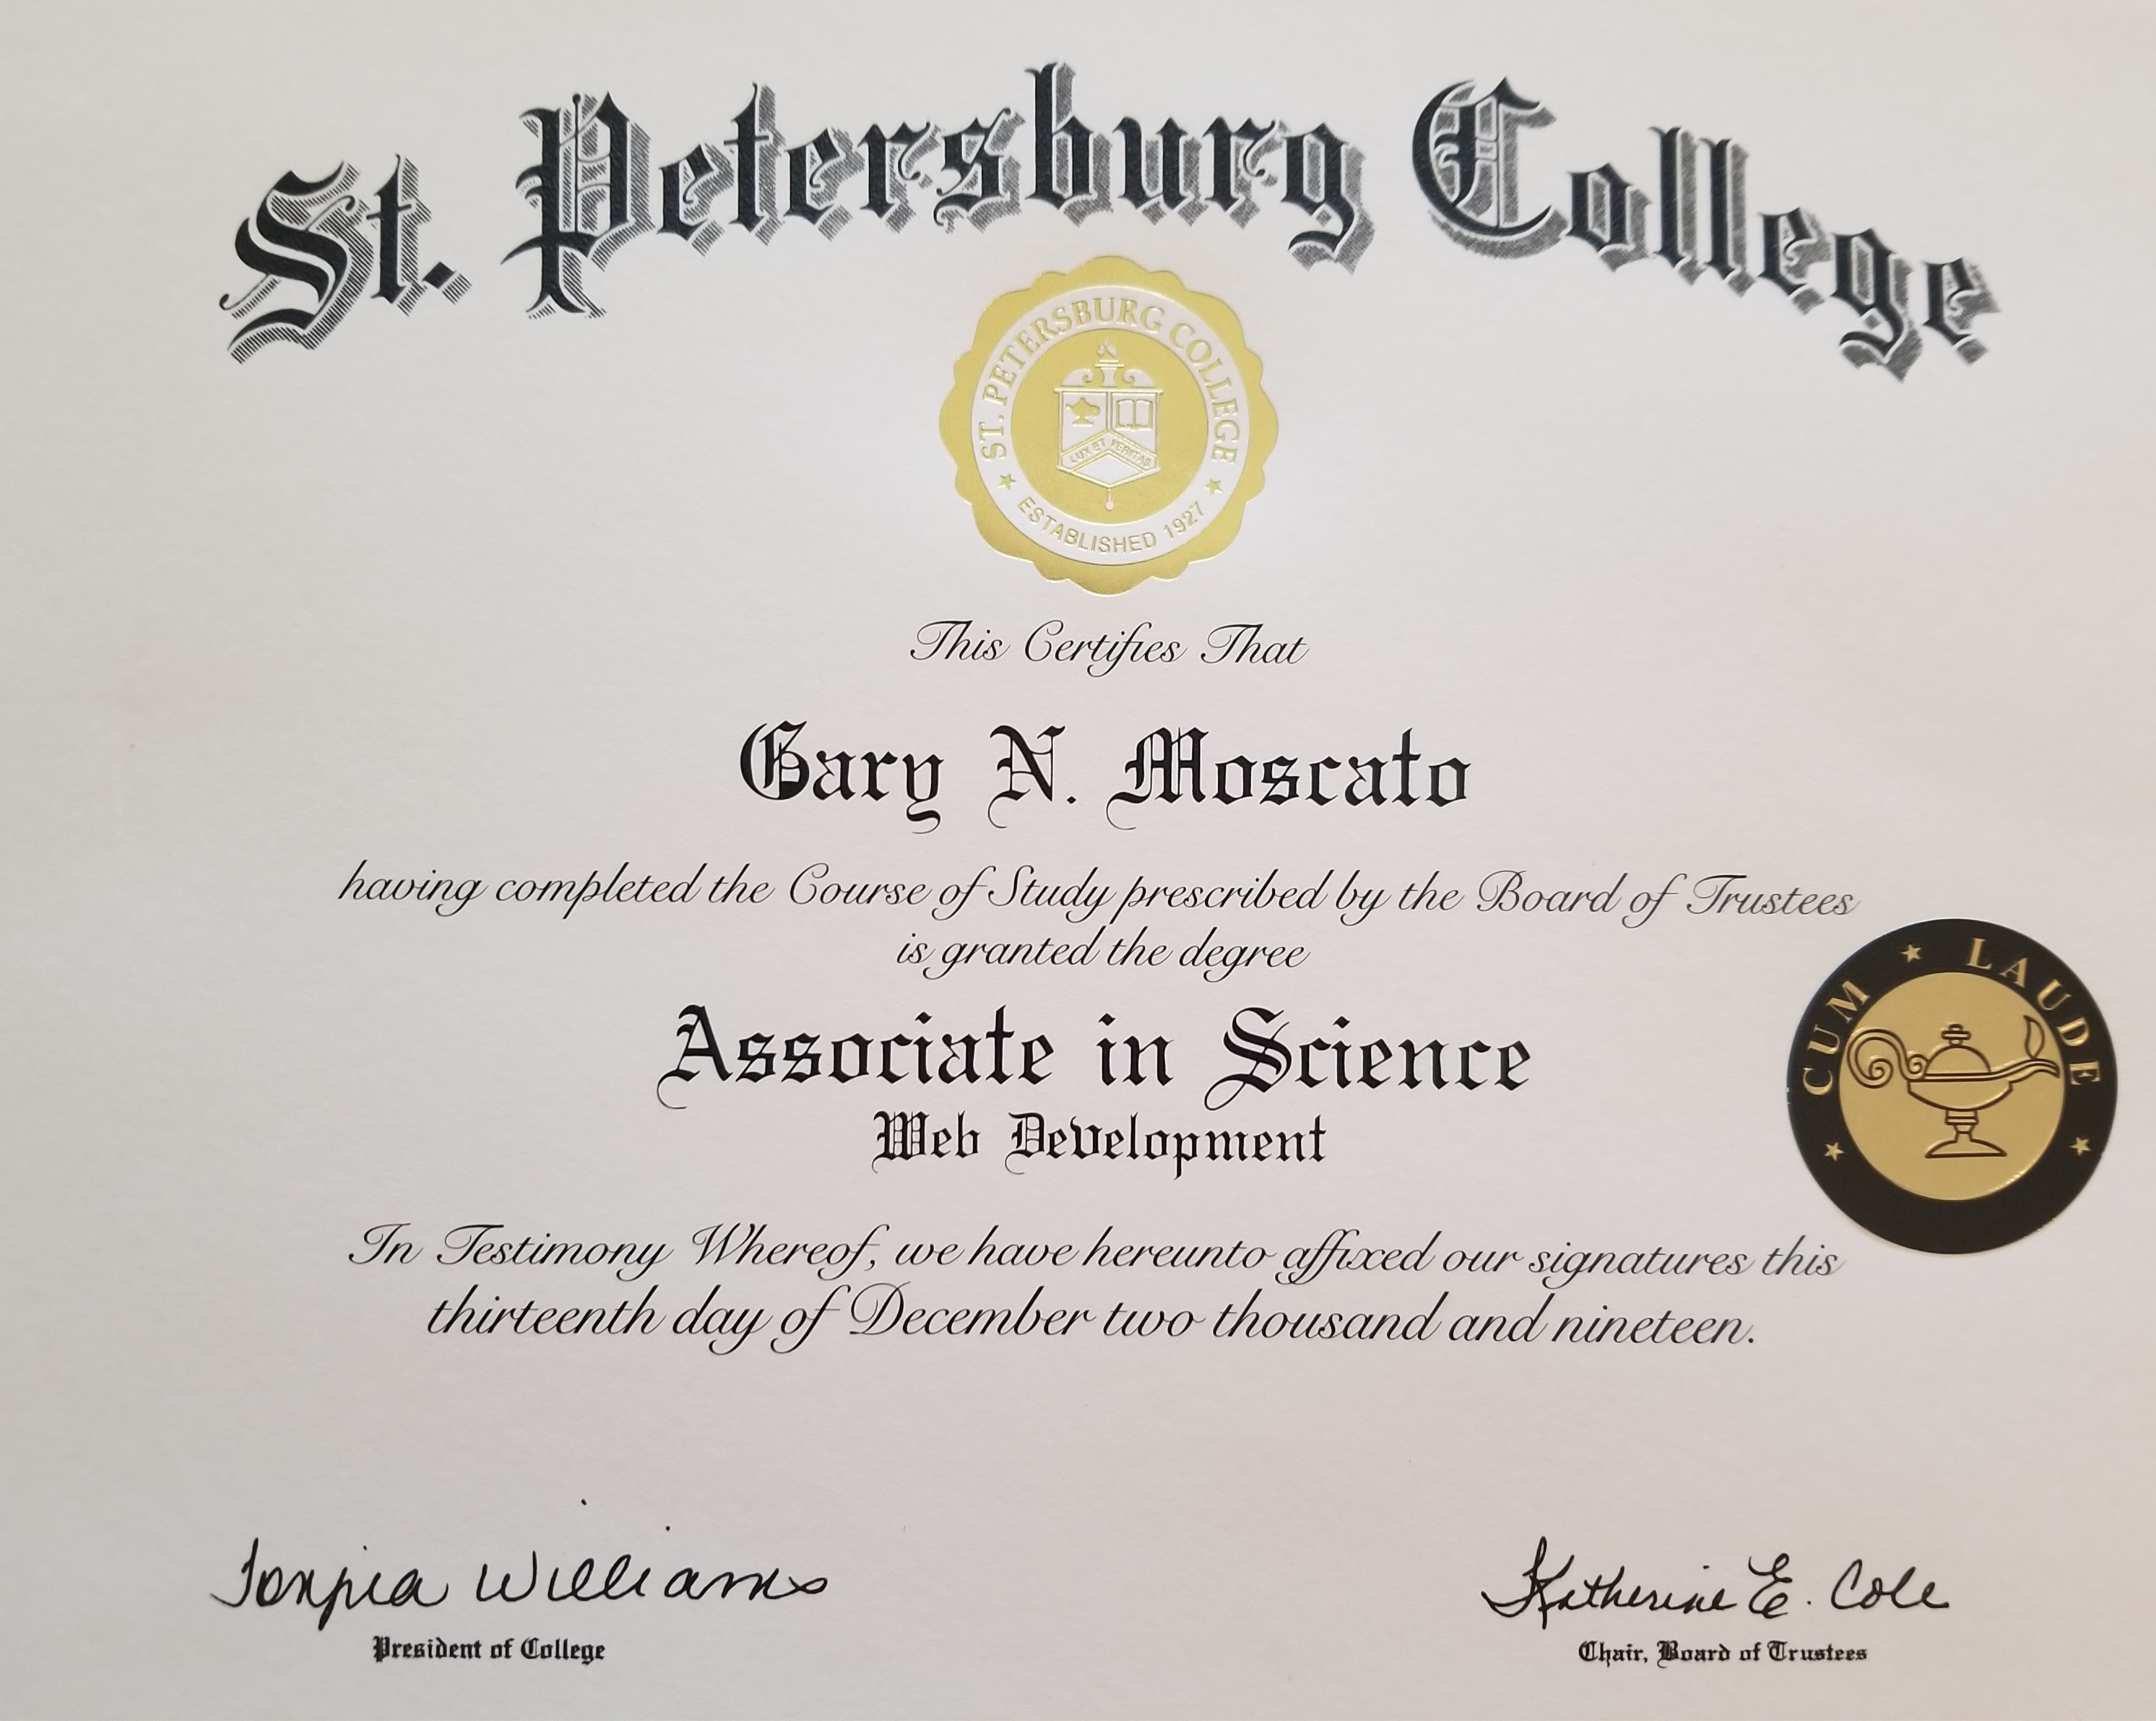 St. Petersburg College
ST. PETERSBURG COLLEGE
LUX ET VERITAS
★ ESTABLISHED 1927 ★
This Certifies That
Gary N. Moscato
having completed the Course of Study prescribed by the Board of Trustees
is granted the degree
Associate in Science
Web Development
CUM ★ LAUDE
In Testimony Whereof, we have hereunto affixed our signatures this
thirteenth day of December two thousand and nineteen.
Tonjua Williams
Katherine E. Cole
President of College
Chair, Board of Trustees